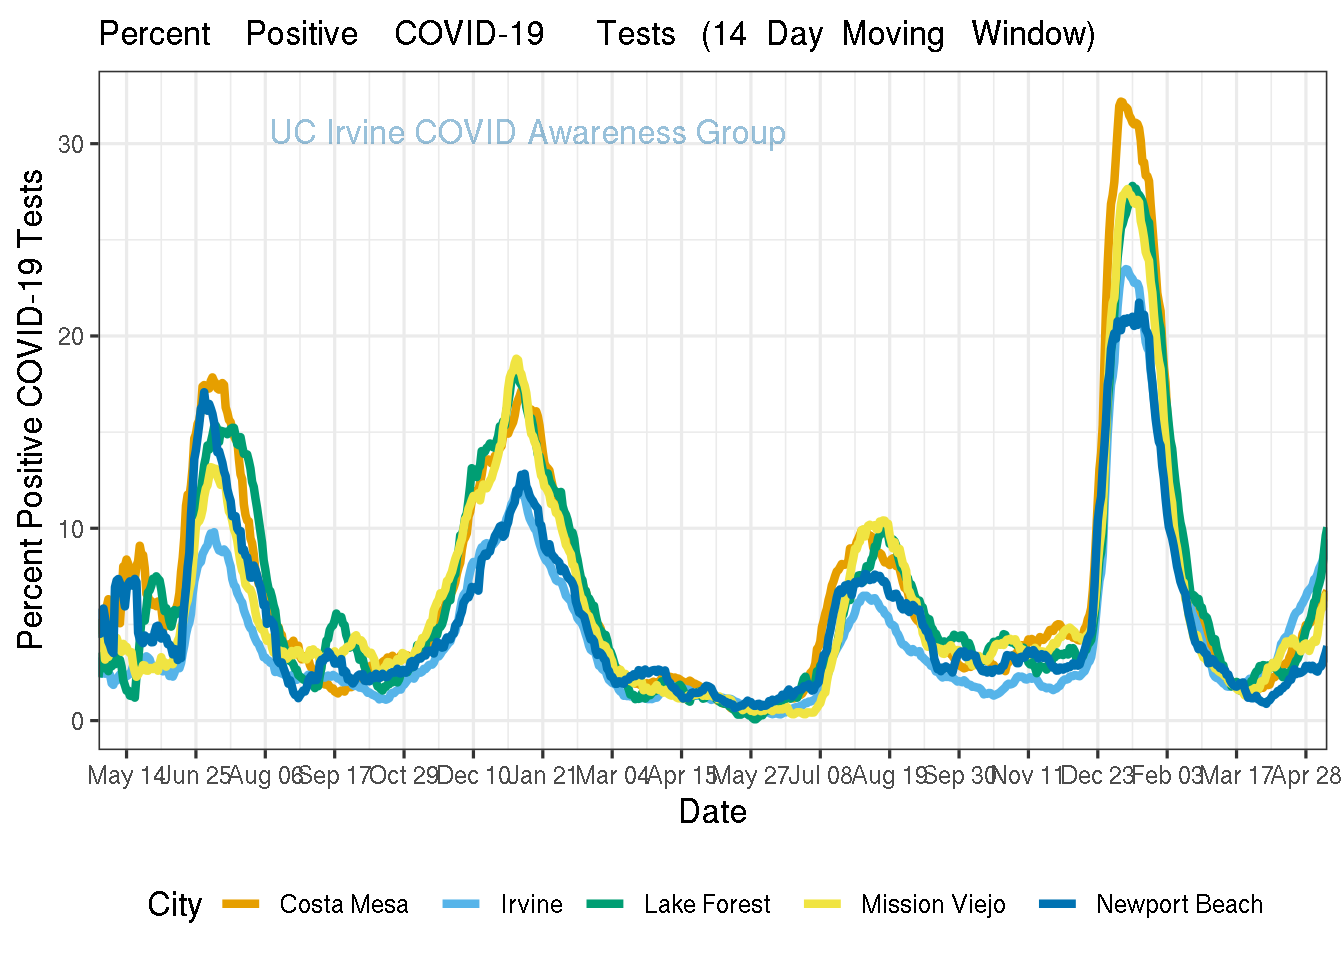 Percent Positive COVID-19 Tests (14 Day Moving Window)
UC Irvine COVID Awareness Group
Percent Positive COVID-19 Tests
30
20
10
0
May 14 Jun 25 Aug 06 Sep 17 Oct 29 Dec 10 Jan 21 Mar 04 Apr 15 May 27 Jul 08 Aug 19 Sep 30 Nov 11 Dec 23 Feb 03 Mar 17 Apr 28
Date
City Costa Mesa Irvine Lake Forest Mission Viejo Newport Beach